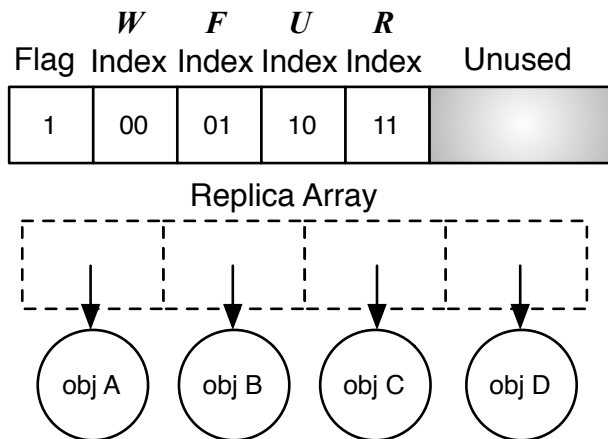 W F U R
Flag Index Index Index Index Unused
1 00 01 10 11
Replica Array
obj A obj B obj C obj D